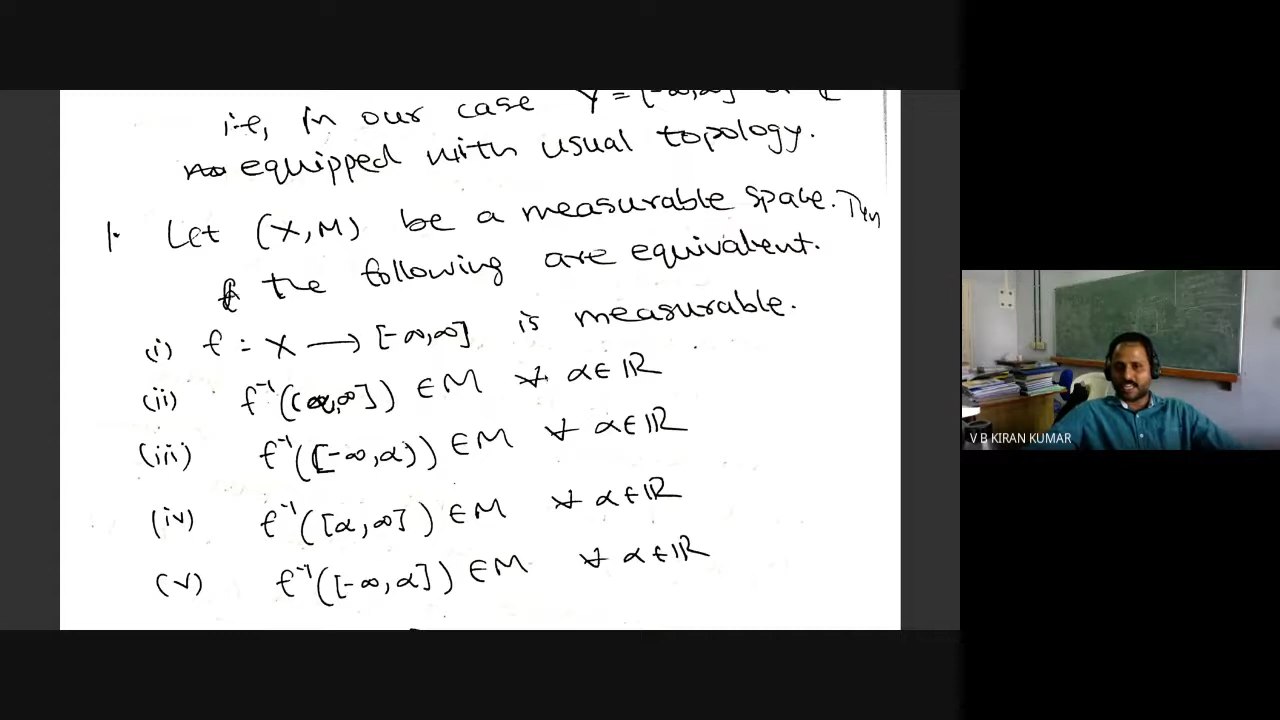 i.e, in our case Y = [-∞,∞] or ₵
equipped with usual topology.
1. Let (X,M) be a measurable space. Then
the following are equivalent.
(i) f : X ⟶ [-∞,∞] is measurable.
(ii) f⁻¹((α,∞]) ∈ M ∀ α ∈ ℝ
(iii) f⁻¹([-∞,α)) ∈ M ∀ α ∈ ℝ
(iv) f⁻¹([α,∞]) ∈ M ∀ α ∈ ℝ
(v) f⁻¹([-∞,α]) ∈ M ∀ α ∈ ℝ
V B KIRAN KUMAR